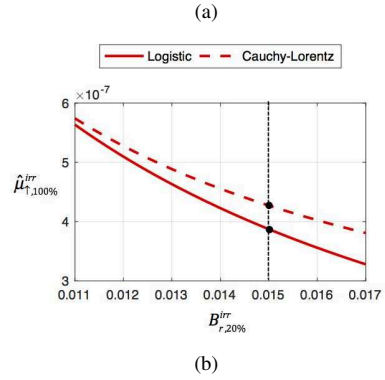 (a)
Logistic Cauchy-Lorentz
×10⁻⁷
6
5
4
3
μ̂^{irr}_{↑,100%}
0.011 0.012 0.013 0.014 0.015 0.016 0.017
B^{irr}_{r,20%}
(b)